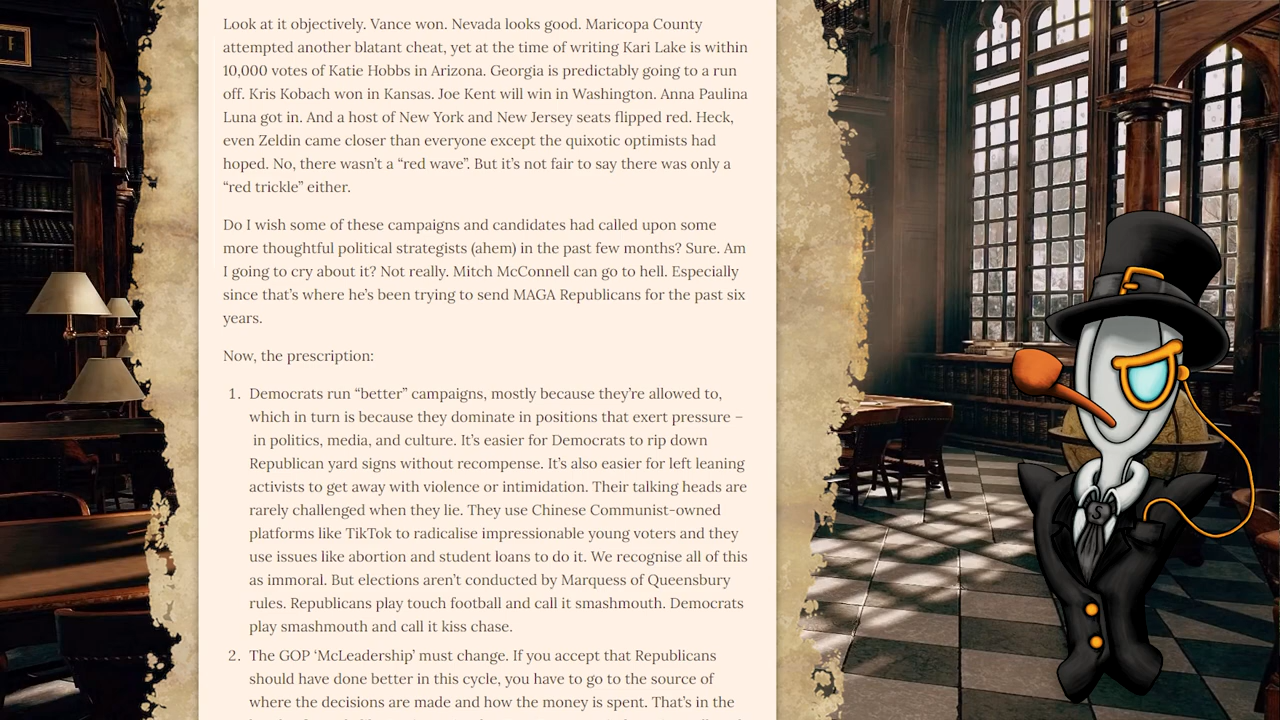 Look at it objectively. Vance won. Nevada looks good. Maricopa County
attempted another blatant cheat, yet at the time of writing Kari Lake is within
10,000 votes of Katie Hobbs in Arizona. Georgia is predictably going to a run
off. Kris Kobach won in Kansas. Joe Kent will win in Washington. Anna Paulina
Luna got in. And a host of New York and New Jersey seats flipped red. Heck,
even Zeldin came closer than everyone except the quixotic optimists had
hoped. No, there wasn’t a “red wave”. But it’s not fair to say there was only a
“red trickle” either.
Do I wish some of these campaigns and candidates had called upon some
more thoughtful political strategists (ahem) in the past few months? Sure. Am
I going to cry about it? Not really. Mitch McConnell can go to hell. Especially
since that’s where he’s been trying to send MAGA Republicans for the past six
years.
Now, the prescription:
1. Democrats run “better” campaigns, mostly because they’re allowed to,
which in turn is because they dominate in positions that exert pressure –
in politics, media, and culture. It’s easier for Democrats to rip down
Republican yard signs without recompense. It’s also easier for left leaning
activists to get away with violence or intimidation. Their talking heads are
rarely challenged when they lie. They use Chinese Communist-owned
platforms like TikTok to radicalise impressionable young voters and they
use issues like abortion and student loans to do it. We recognise all of this
as immoral. But elections aren’t conducted by Marquess of Queensbury
rules. Republicans play touch football and call it smashmouth. Democrats
play smashmouth and call it kiss chase.
2. The GOP ‘McLeadership’ must change. If you accept that Republicans
should have done better in this cycle, you have to go to the source of
where the decisions are made and how the money is spent. That’s in the
S